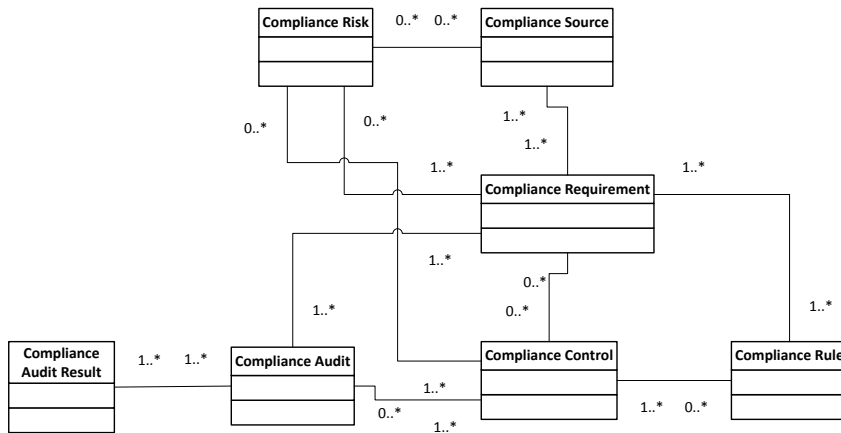 Compliance Risk
0..* 0..*
Compliance Source
0..*
0..*
1..*
1..*
1..*
Compliance Requirement
1..*
1..*
0..*
0..*
1..*
1..*
Compliance
Audit Result
1..* 1..*
Compliance Audit
Compliance Control
Compliance Rule
1..*
0..*
1..*
1..* 0..*